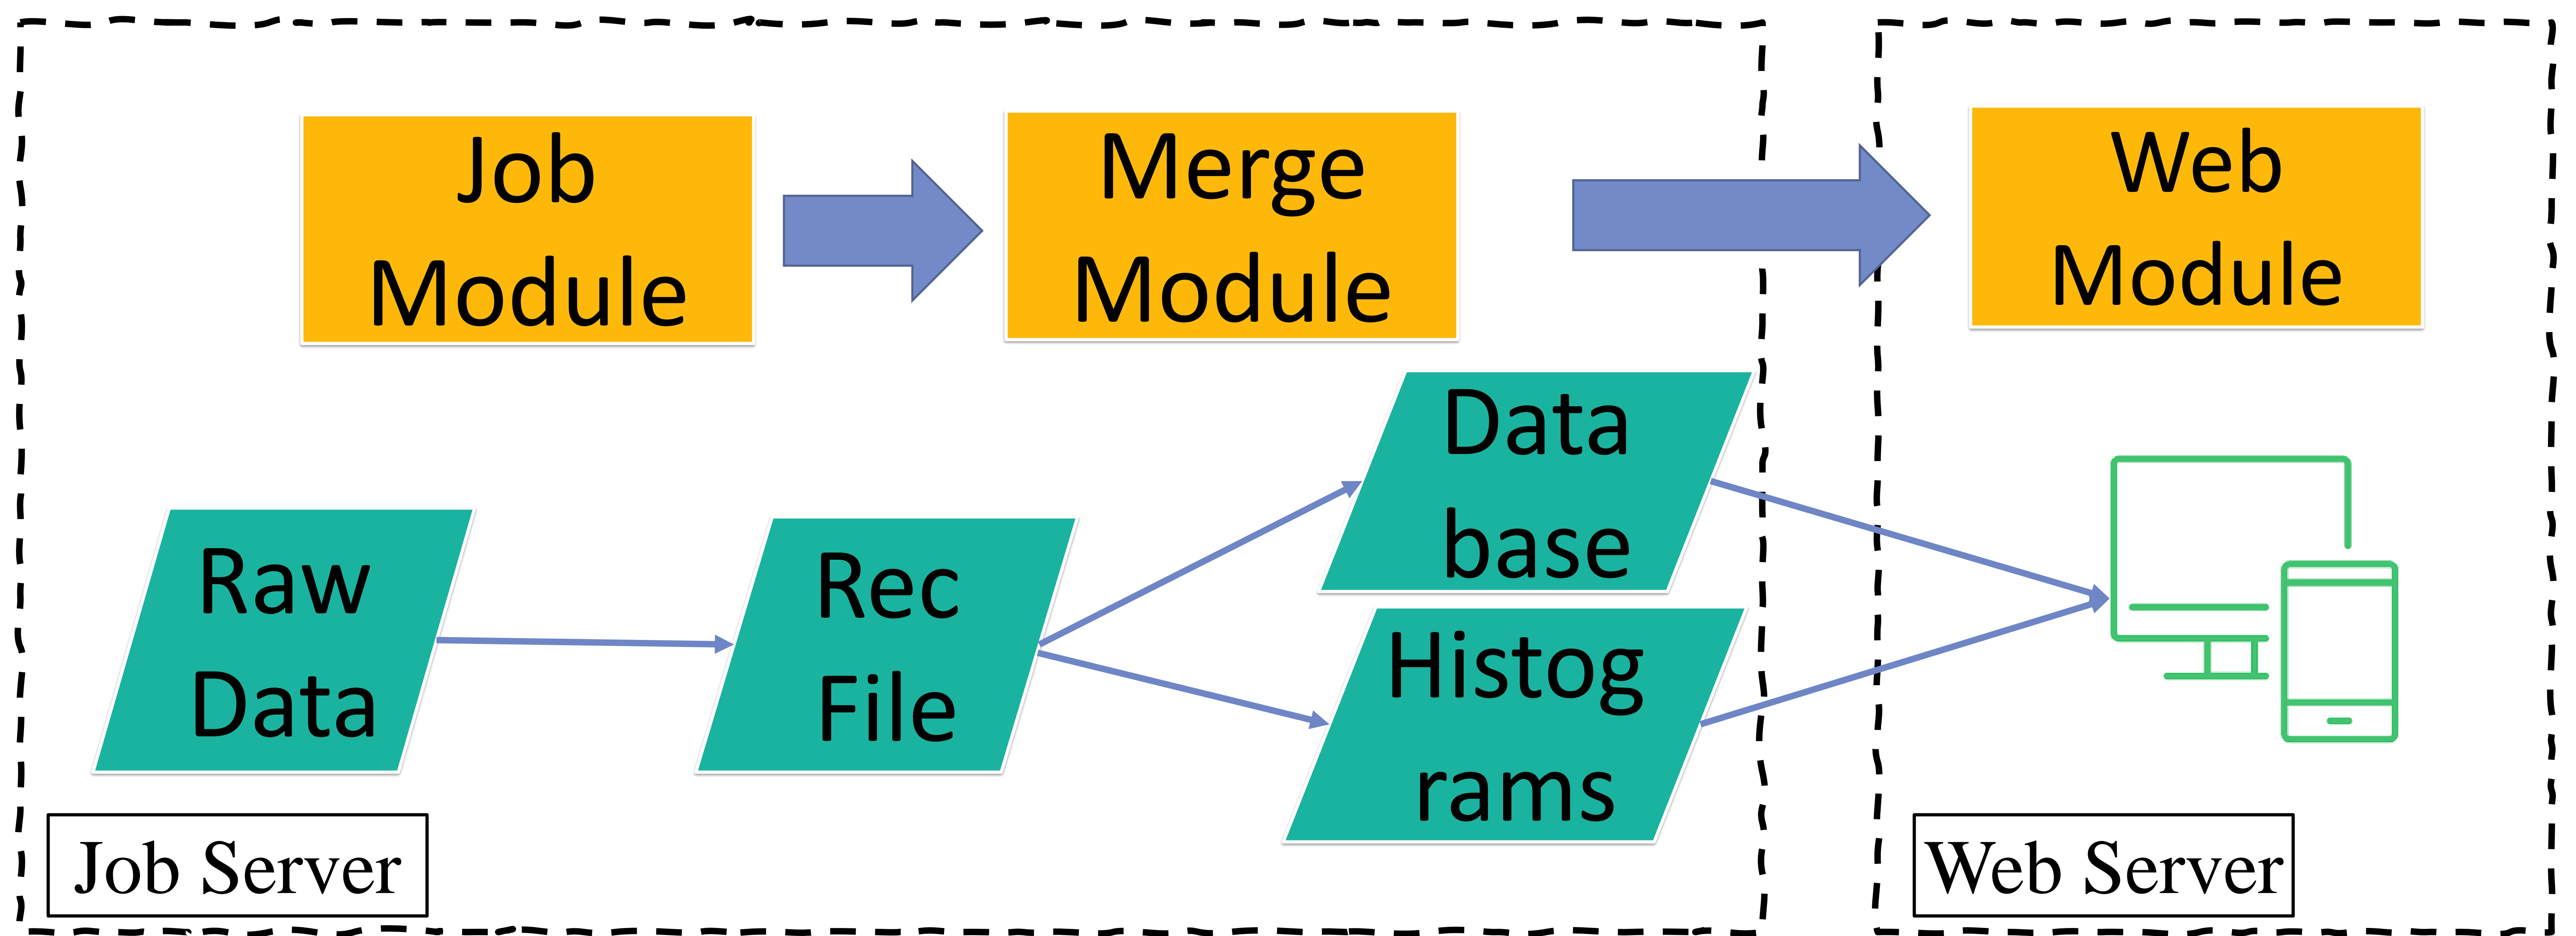 Job
Module
Merge
Module
Web
Module
Raw
Data
Rec
File
Data
base
Histog
rams
Job Server
Web Server